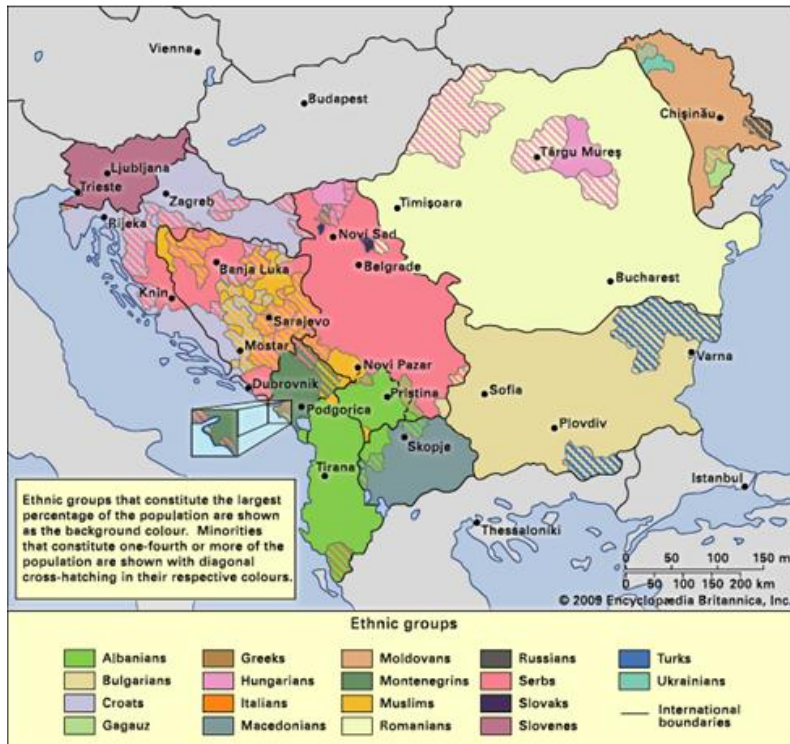 Vienna
Budapest
Chişinău
Ljubljana
Târgu Mureş
Trieste
Zagreb
Timişoara
Rijeka
Novi Sad
Banja Luka
Belgrade
Bucharest
Knin
Sarajevo
Mostar
Novi Pazar
Varna
Dubrovnik
Sofia
Pristina
Podgorica
Plovdiv
Skopje
Tirana
Istanbul
Thessaloniki
Ethnic groups that constitute the largest
percentage of the population are shown
as the background colour. Minorities
that constitute one-fourth or more of the
population are shown with diagonal
cross-hatching in their respective colours.
0 50 100 150 mi
0 50 100 150 200 km
© 2009 Encyclopædia Britannica, Inc.
Ethnic groups
Albanians
Bulgarians
Croats
Gagauz
Greeks
Hungarians
Italians
Macedonians
Moldovans
Montenegrins
Muslims
Romanians
Russians
Serbs
Slovaks
Slovenes
Turks
Ukrainians
International
boundaries